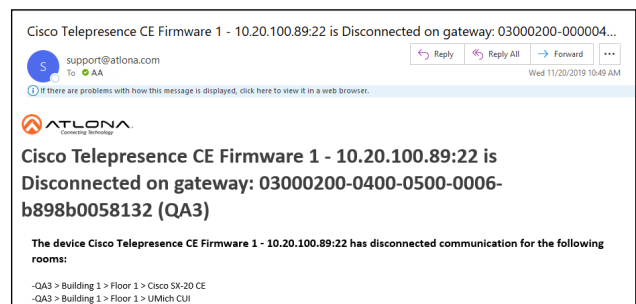 Cisco Telepresence CE Firmware 1 - 10.20.100.89:22 is Disconnected on gateway: 03000200-000004...
S
support@atlona.com
To AA
Reply
Reply All
Forward
...
Wed 11/20/2019 10:49 AM
If there are problems with how this message is displayed, click here to view it in a web browser.
ATLONA.
Connecting Technology
Cisco Telepresence CE Firmware 1 - 10.20.100.89:22 is
Disconnected on gateway: 03000200-0400-0500-0006-
b898b0058132 (QA3)
The device Cisco Telepresence CE Firmware 1 - 10.20.100.89:22 has disconnected communication for the following
rooms:
-QA3 > Building 1 > Floor 1 > Cisco SX-20 CE
-QA3 > Building 1 > Floor 1 > UMich CUI